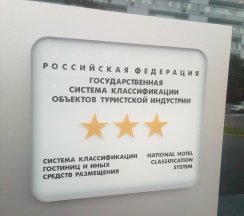 РОССИЙСКАЯ ФЕДЕРАЦИЯ
ГОСУДАРСТВЕННАЯ
СИСТЕМА КЛАССИФИКАЦИИ
ОБЪЕКТОВ ТУРИСТСКОЙ ИНДУСТРИИ
СИСТЕМА КЛАССИФИКАЦИИ
ГОСТИНИЦ И ИНЫХ
СРЕДСТВ РАЗМЕЩЕНИЯ
NATIONAL HOTEL
CLASSIFICATION
SYSTEM